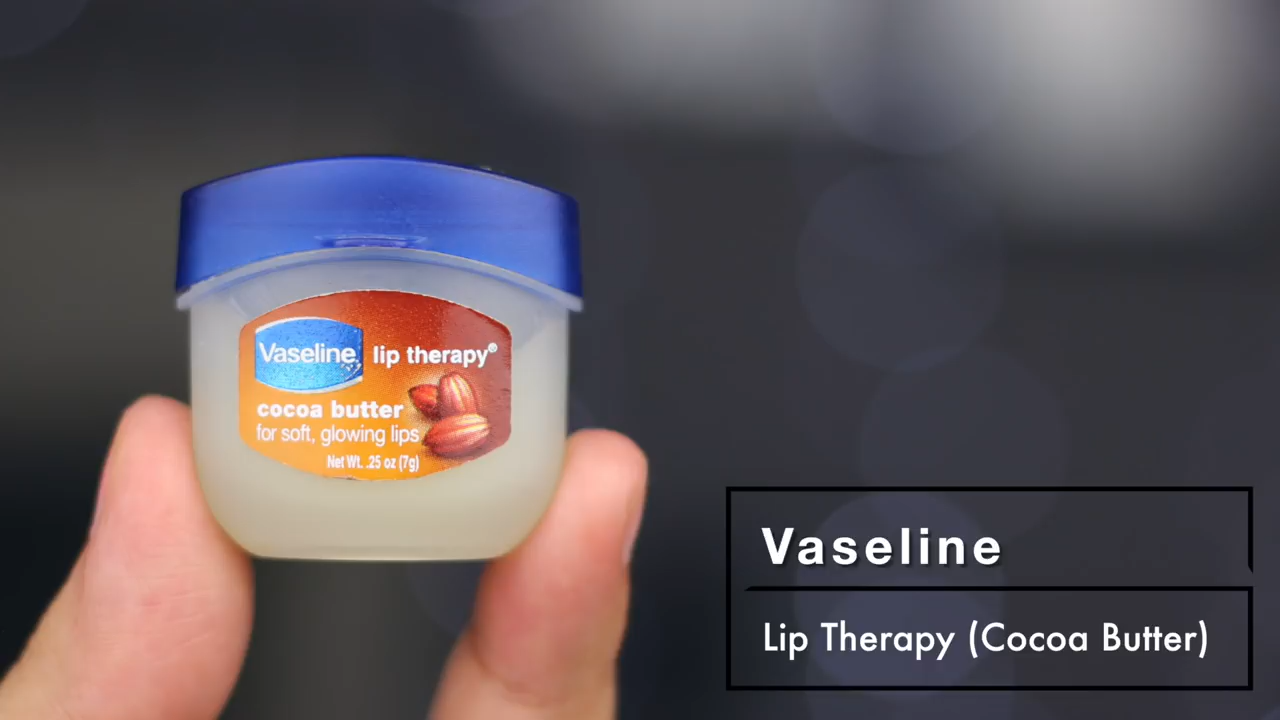 Vaseline lip therapy®
cocoa butter
for soft, glowing lips
Net Wt. .25 oz (7g)
Vaseline
Lip Therapy (Cocoa Butter)